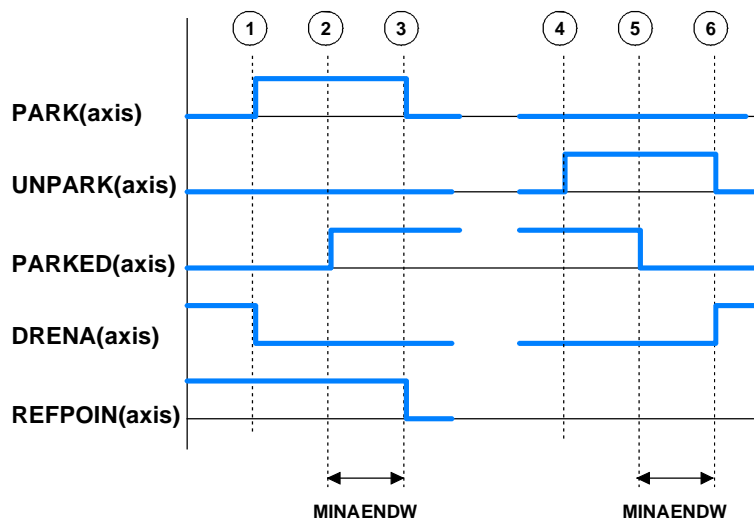 1 2 3 4 5 6
PARK(axis)
UNPARK(axis)
PARKED(axis)
DRENA(axis)
REFPOIN(axis)
MINAENDW MINAENDW